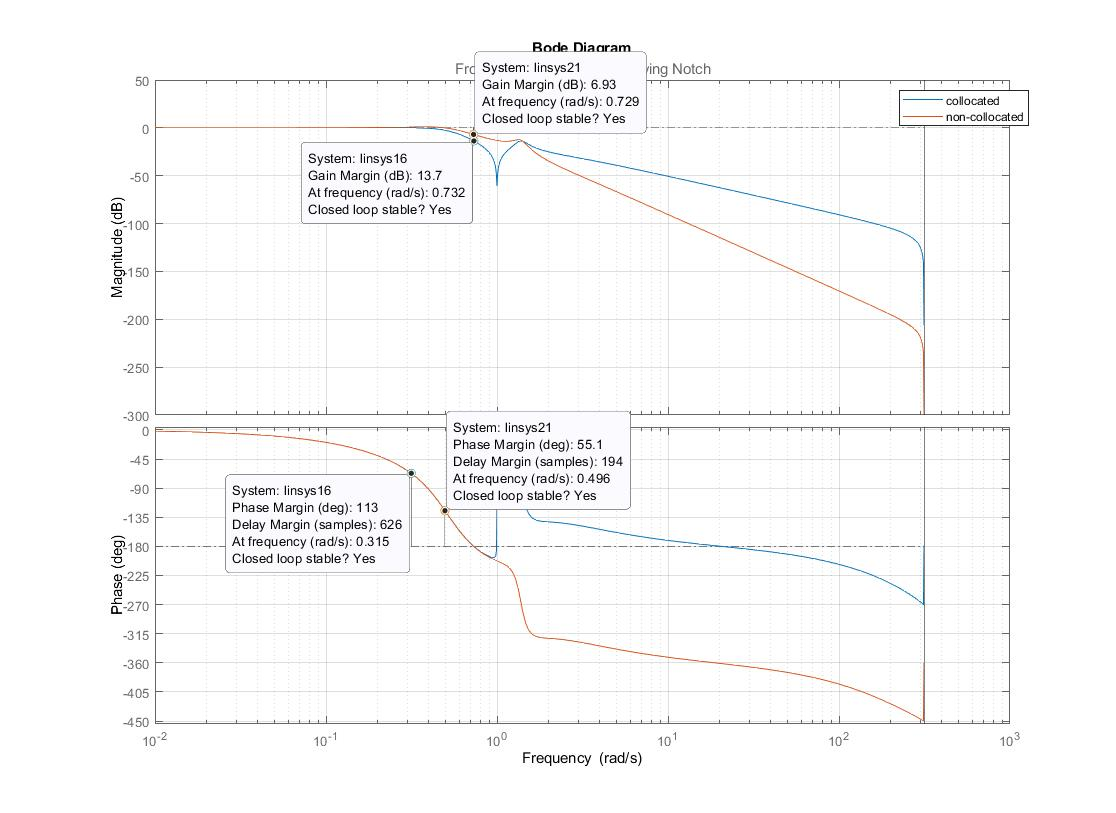 Bode Diagram
Fro
ving Notch
System: linsys21
Gain Margin (dB): 6.93
At frequency (rad/s): 0.729
Closed loop stable? Yes
collocated
non-collocated
System: linsys16
Gain Margin (dB): 13.7
At frequency (rad/s): 0.732
Closed loop stable? Yes
Magnitude (dB)
50
0
-50
-100
-150
-200
-250
-300
System: linsys21
Phase Margin (deg): 55.1
Delay Margin (samples): 194
At frequency (rad/s): 0.496
Closed loop stable? Yes
System: linsys16
Phase Margin (deg): 113
Delay Margin (samples): 626
At frequency (rad/s): 0.315
Closed loop stable? Yes
Phase (deg)
0
-45
-90
-135
-180
-225
-270
-315
-360
-405
-450
10^-2
10^-1
10^0
10^1
10^2
10^3
Frequency (rad/s)